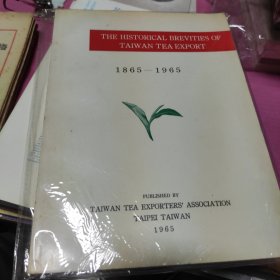 THE HISTORICAL BREVITIES OF
TAIWAN TEA EXPORT
1865—1965
PUBLISHED BY
TAIWAN TEA EXPORTERS' ASSOCIATION
TAIPEI TAIWAN
1965